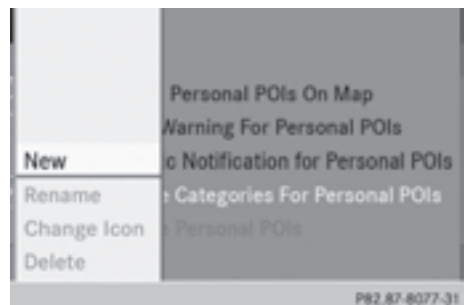 Personal POIs On Map
Warning For Personal POIs
New
c Notification for Personal POIs
Rename
e Categories For Personal POIs
Change Icon
e Personal POIs
Delete
P82.87-8077-31